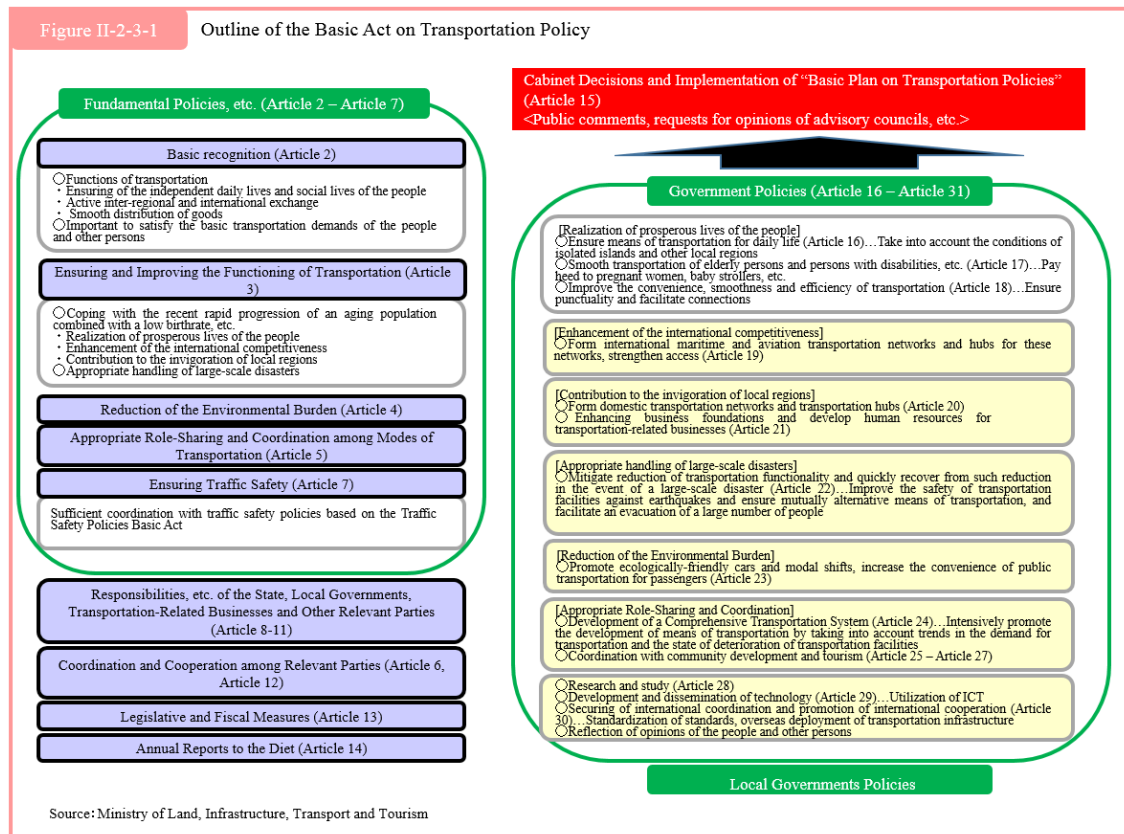 Figure II-2-3-1
Outline of the Basic Act on Transportation Policy
Fundamental Policies, etc. (Article 2 – Article 7)
Basic recognition (Article 2)
○Functions of transportation
・Ensuring of the independent daily lives and social lives of the people
・Active inter-regional and international exchange
・Smooth distribution of goods
○Important to satisfy the basic transportation demands of the people
and other persons
Ensuring and Improving the Functioning of Transportation (Article
3)
○Coping with the recent rapid progression of an aging population
combined with a low birthrate, etc.
・Realization of prosperous lives of the people
・Enhancement of the international competitiveness
・Contribution to the invigoration of local regions
○Appropriate handling of large-scale disasters
Reduction of the Environmental Burden (Article 4)
Appropriate Role-Sharing and Coordination among Modes of
Transportation (Article 5)
Ensuring Traffic Safety (Article 7)
Sufficient coordination with traffic safety policies based on the Traffic
Safety Policies Basic Act
Responsibilities, etc. of the State, Local Governments,
Transportation-Related Businesses and Other Relevant Parties
(Article 8-11)
Coordination and Cooperation among Relevant Parties (Article 6,
Article 12)
Legislative and Fiscal Measures (Article 13)
Annual Reports to the Diet (Article 14)
Cabinet Decisions and Implementation of “Basic Plan on Transportation Policies”
(Article 15)
<Public comments, requests for opinions of advisory councils, etc.>
Government Policies (Article 16 – Article 31)
[Realization of prosperous lives of the people]
○Ensure means of transportation for daily life (Article 16)…Take into account the conditions of
isolated islands and other local regions
○Smooth transportation of elderly persons and persons with disabilities, etc. (Article 17)…Pay
heed to pregnant women, baby strollers, etc.
○Improve the convenience, smoothness and efficiency of transportation (Article 18)…Ensure
punctuality and facilitate connections
[Enhancement of the international competitiveness]
○Form international maritime and aviation transportation networks and hubs for these
networks, strengthen access (Article 19)
[Contribution to the invigoration of local regions]
○Form domestic transportation networks and transportation hubs (Article 20)
○Enhancing business foundations and develop human resources for
transportation-related businesses (Article 21)
[Appropriate handling of large-scale disasters]
○Mitigate reduction of transportation functionality and quickly recover from such reduction
in the event of a large-scale disaster (Article 22)…Improve the safety of transportation
facilities against earthquakes and ensure mutually alternative means of transportation, and
facilitate an evacuation of a large number of people
[Reduction of the Environmental Burden]
○Promote ecologically-friendly cars and modal shifts, increase the convenience of public
transportation for passengers (Article 23)
[Appropriate Role-Sharing and Coordination]
○Development of a Comprehensive Transportation System (Article 24)…Intensively promote
the development of means of transportation by taking into account trends in the demand for
transportation and the state of deterioration of transportation facilities
○Coordination with community development and tourism (Article 25 – Article 27)
○Research and study (Article 28)
○Development and dissemination of technology (Article 29)…Utilization of ICT
○Securing of international coordination and promotion of international cooperation (Article
30)…Standardization of standards, overseas deployment of transportation infrastructure
○Reflection of opinions of the people and other persons
Local Governments Policies
Source: Ministry of Land, Infrastructure, Transport and Tourism